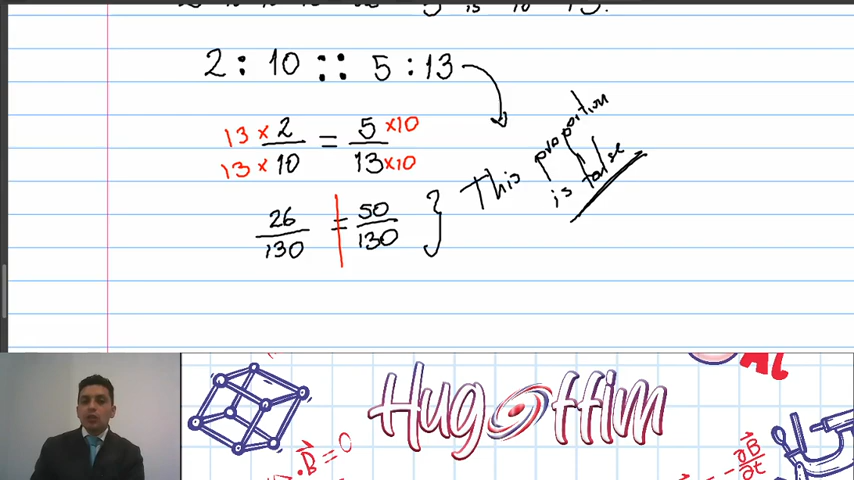 2 : 10 :: 5 : 13
13 × 2 / 13 × 10 = 5 × 10 / 13 × 10
26/130 = 50/130 }
This proportion
is false
Hugoffim
.B⃗ = 0
∂B⃗/∂t